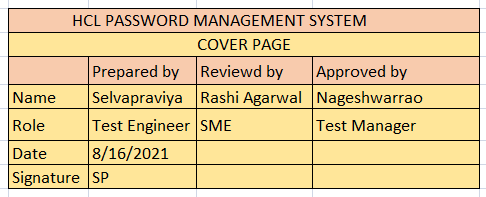 HCL PASSWORD MANAGEMENT SYSTEM
COVER PAGE
Prepared by Reviewd by Approved by
Name Selvapraviya Rashi Agarwal Nageshwarrao
Role Test Engineer SME Test Manager
Date 8/16/2021
Signature SP